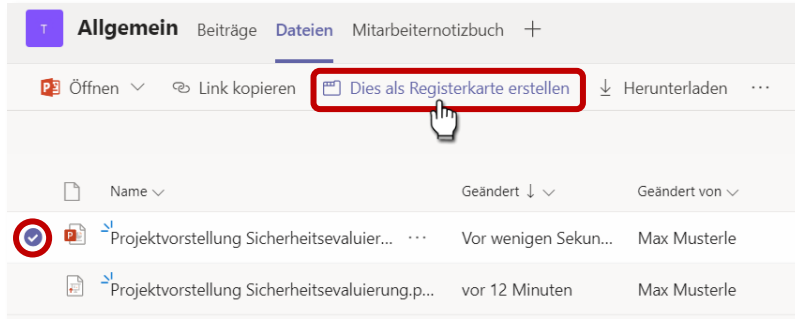 T Allgemein Beiträge Dateien Mitarbeiternotizbuch
Öffnen Link kopieren Dies als Registerkarte erstellen Herunterladen ...
Name Geändert Geändert von
Projektvorstellung Sicherheitsevaluier... ... Vor wenigen Sekun... Max Musterle
Projektvorstellung Sicherheitsevaluierung.p... vor 12 Minuten Max Musterle